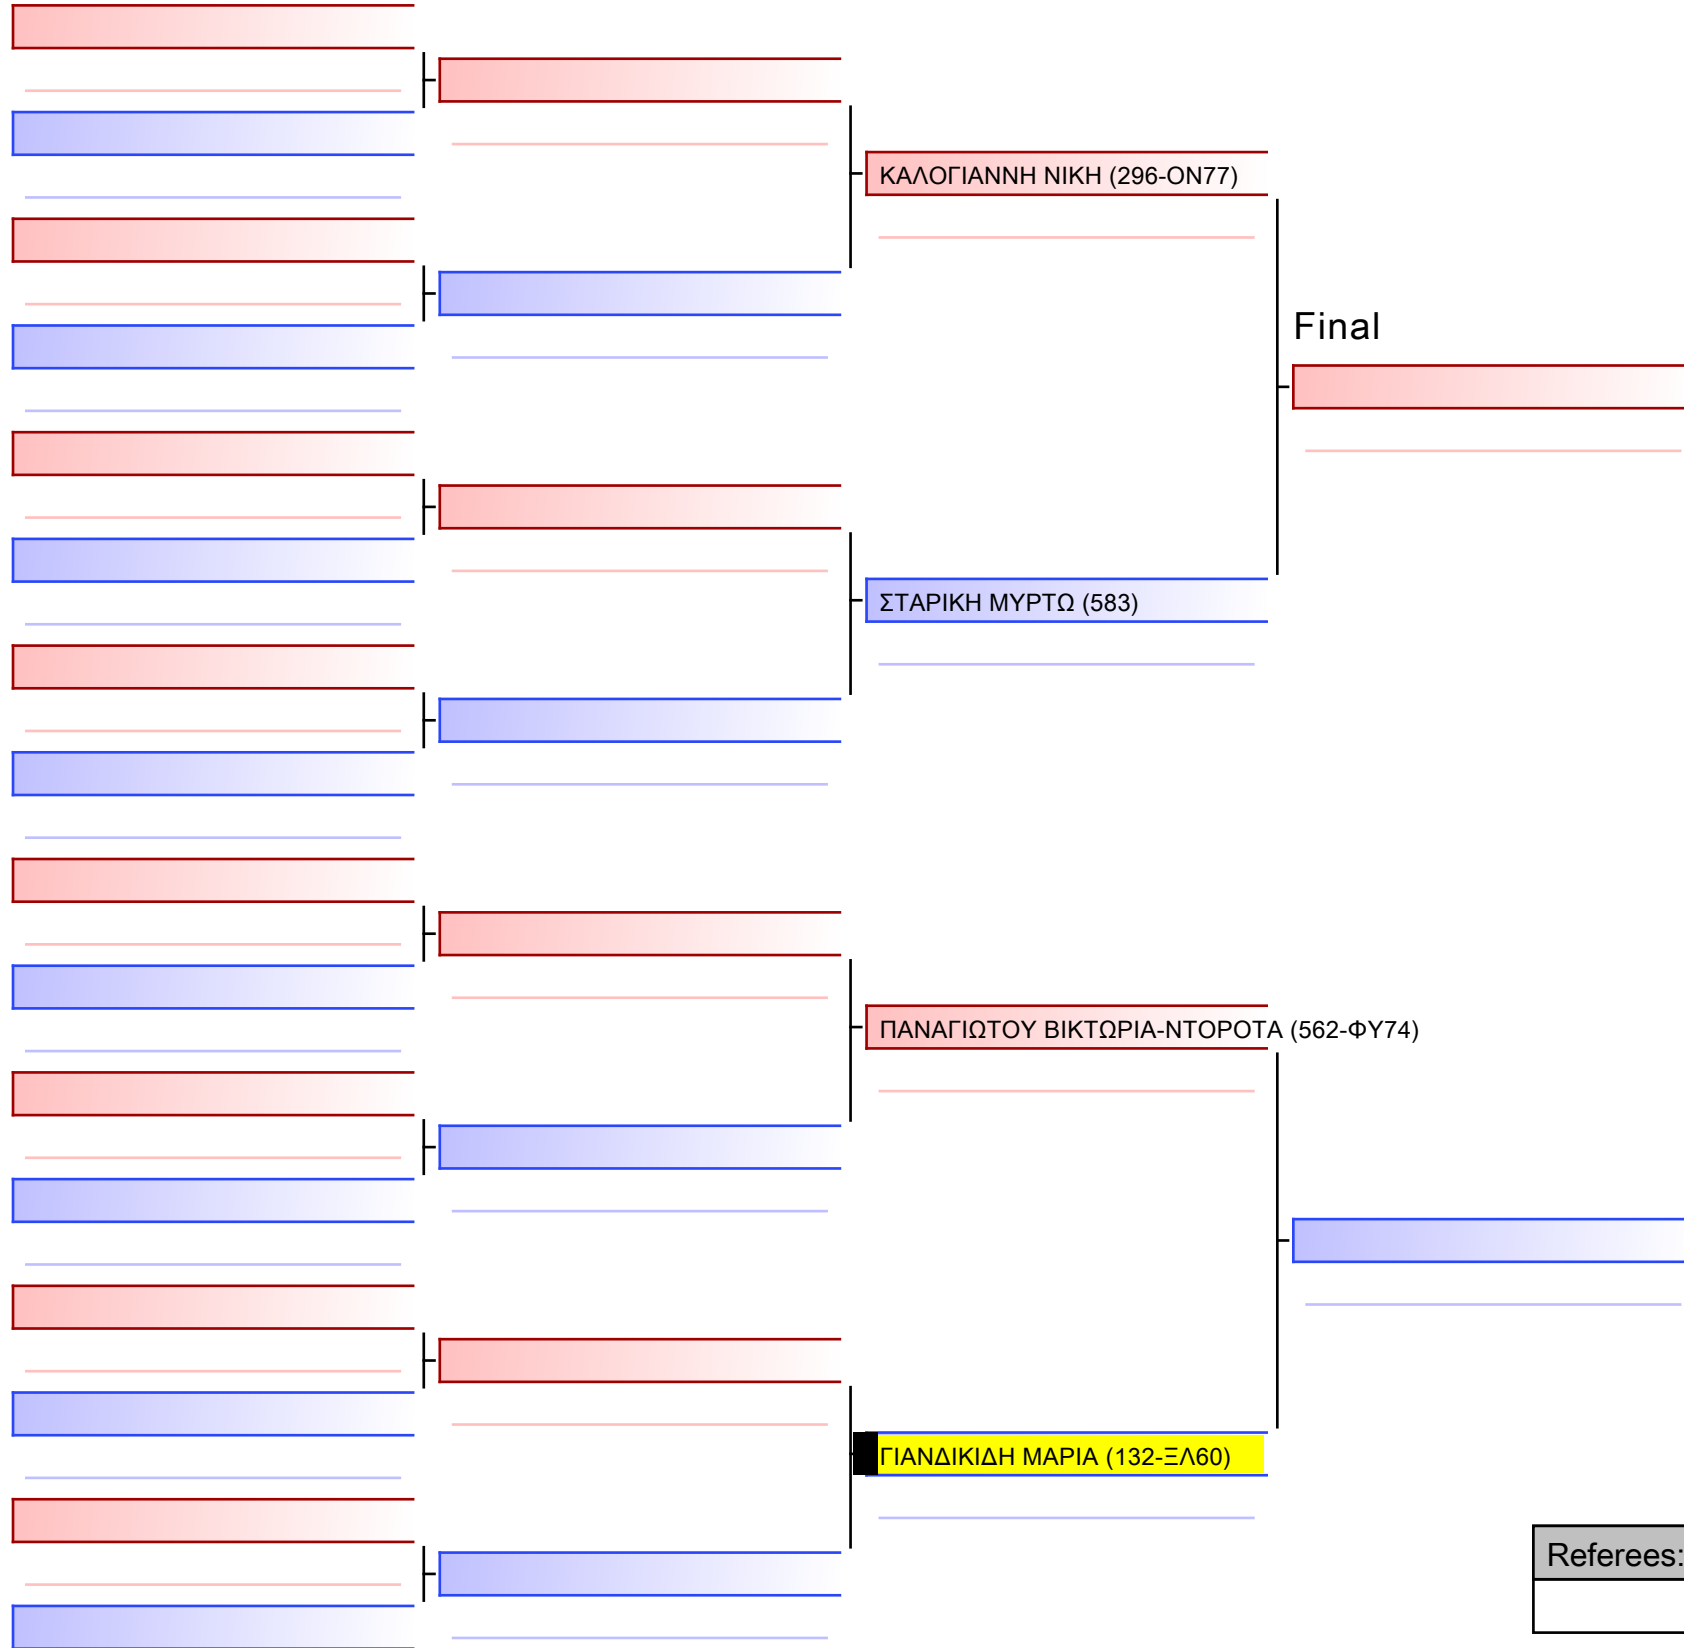 ΚΑΛΟΓΙΑΝΝΗ ΝΙΚΗ (296-ΟΝ77)
Final
ΣΤΑΡΙΚΗ ΜΥΡΤΩ (583)
ΠΑΝΑΓΙΩΤΟΥ ΒΙΚΤΩΡΙΑ-ΝΤΟΡΟΤΑ (562-ΦΥ74)
ΓΙΑΝΔΙΚΙΔΗ ΜΑΡΙΑ (132-ΞΛ60)
Referees: